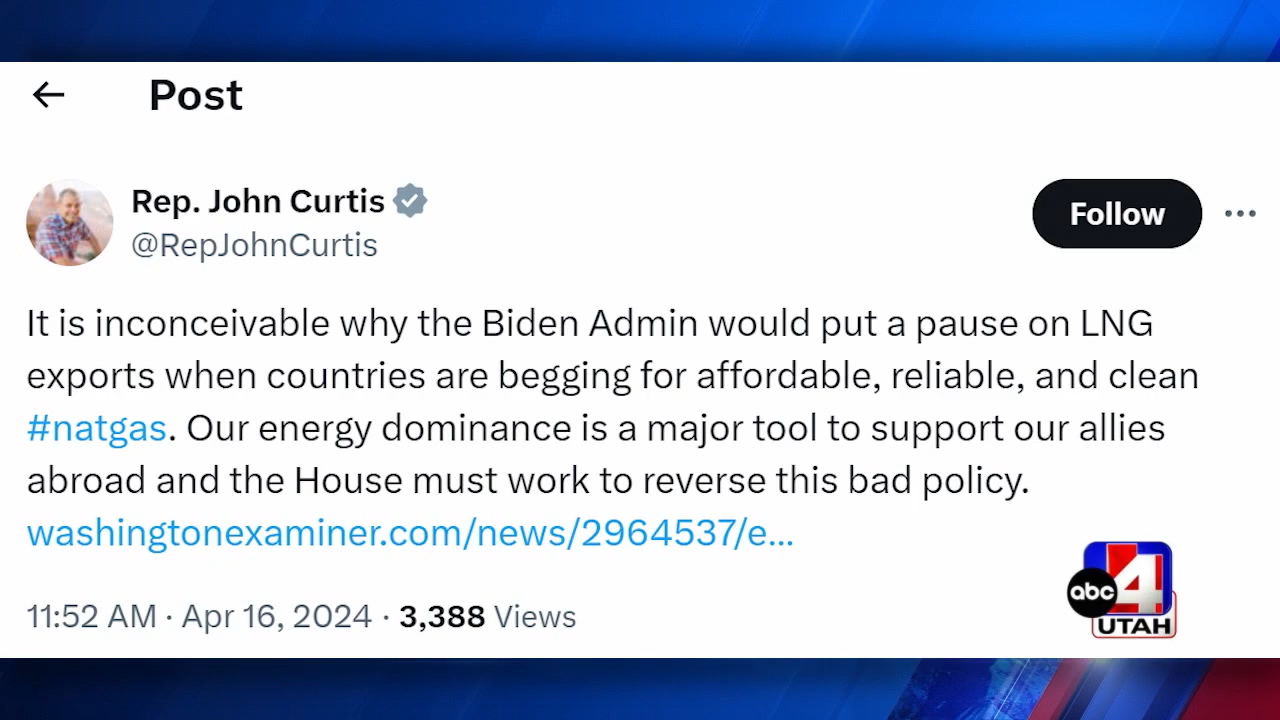 Post
Rep. John Curtis
@RepJohnCurtis
Follow
It is inconceivable why the Biden Admin would put a pause on LNG
exports when countries are begging for affordable, reliable, and clean
#natgas. Our energy dominance is a major tool to support our allies
abroad and the House must work to reverse this bad policy.
washingtonexaminer.com/news/2964537/e...
11:52 AM · Apr 16, 2024 · 3,388 Views
abc 4
UTAH